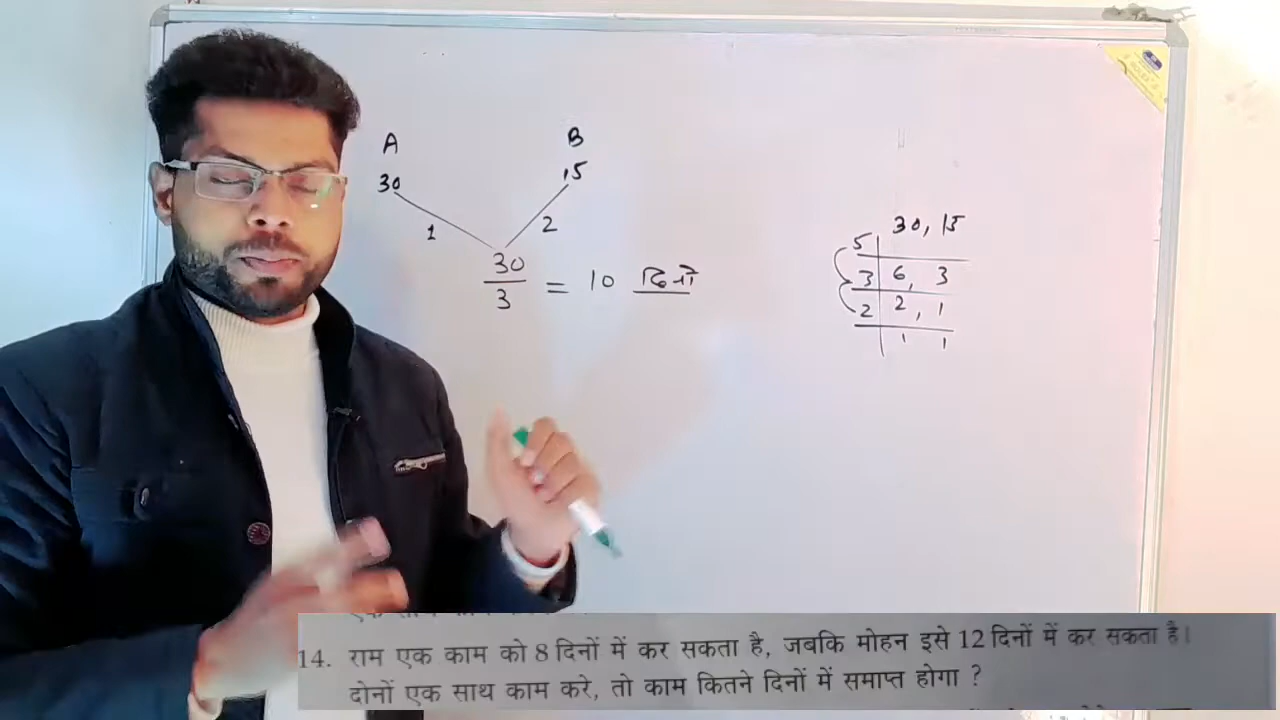 A B
30 15
1 2
30
3 = 10 दिनों
30, 15
5
3 6, 3
2 2, 1
1 1
14. राम एक काम को 8 दिनों में कर सकता है, जबकि मोहन इसे 12 दिनों में कर सकता है।
दोनों एक साथ काम करे, तो काम कितने दिनों में समाप्त होगा ?